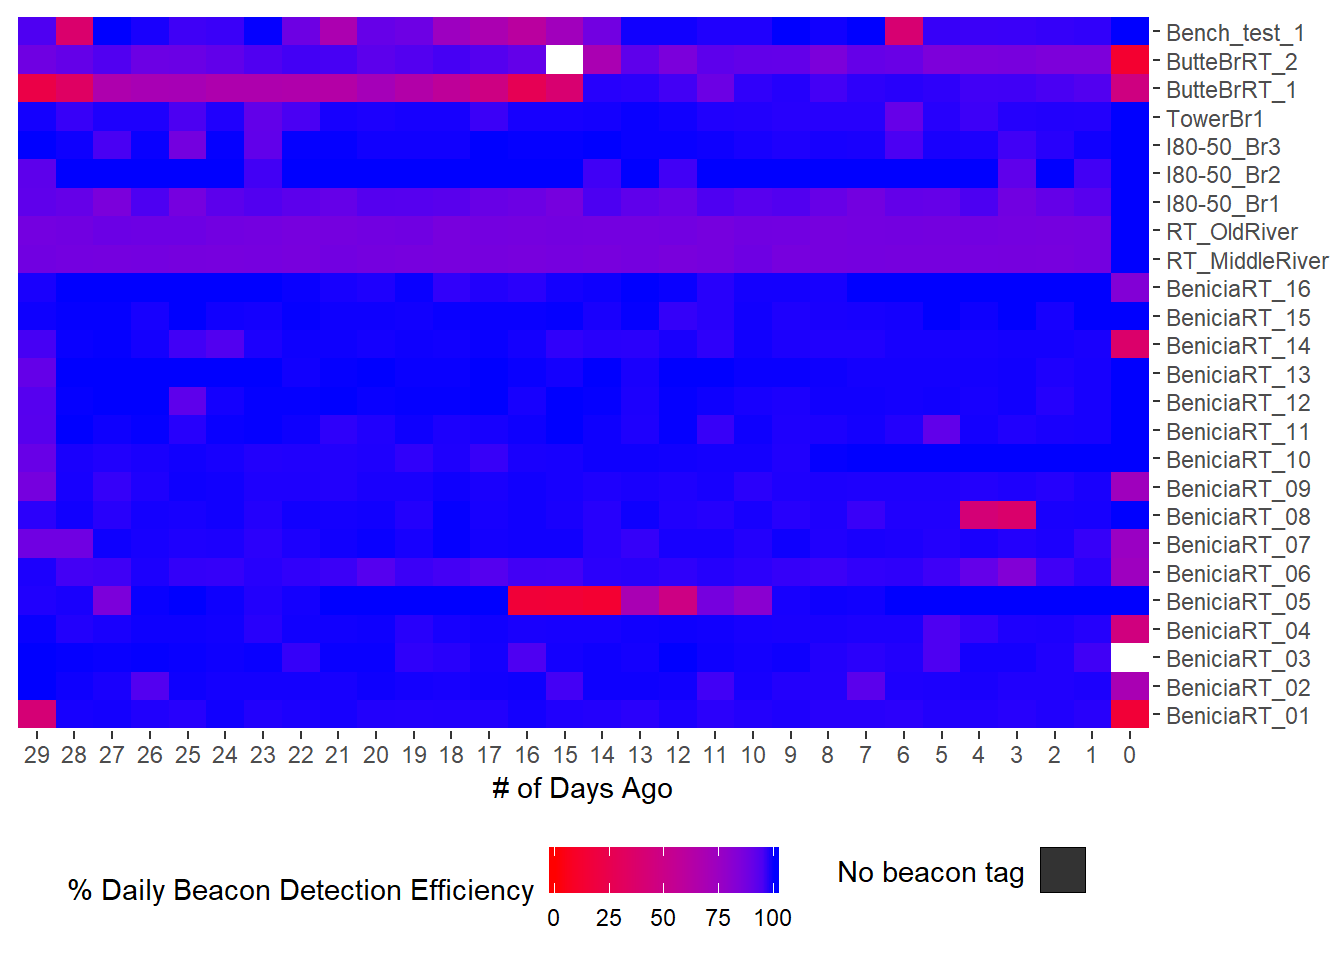 Bench_test_1
ButteBrRT_2
ButteBrRT_1
TowerBr1
I80-50_Br3
I80-50_Br2
I80-50_Br1
RT_OldRiver
RT_MiddleRiver
BeniciaRT_16
BeniciaRT_15
BeniciaRT_14
BeniciaRT_13
BeniciaRT_12
BeniciaRT_11
BeniciaRT_10
BeniciaRT_09
BeniciaRT_08
BeniciaRT_07
BeniciaRT_06
BeniciaRT_05
BeniciaRT_04
BeniciaRT_03
BeniciaRT_02
BeniciaRT_01
29 28 27 26 25 24 23 22 21 20 19 18 17 16 15 14 13 12 11 10 9 8 7 6 5 4 3 2 1 0
# of Days Ago
% Daily Beacon Detection Efficiency
0 25 50 75 100
No beacon tag